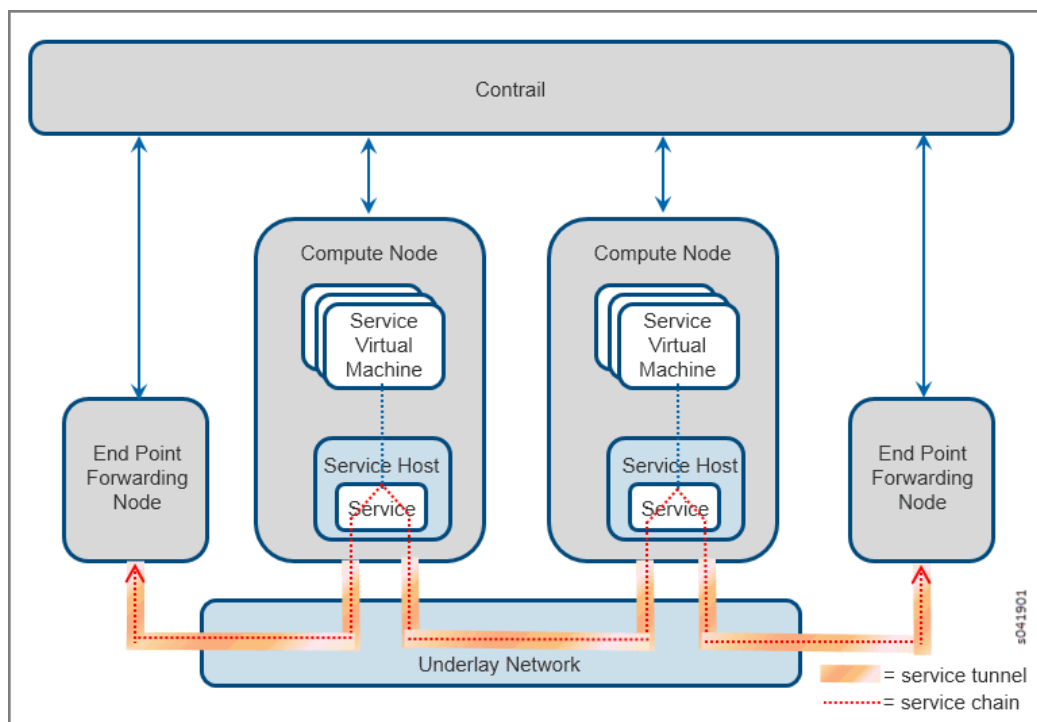 Contrail
Compute Node
Service
Virtual
Machine
Service Host
Service
Compute Node
Service
Virtual
Machine
Service Host
Service
End Point
Forwarding
Node
End Point
Forwarding
Node
Underlay Network
s041901
= service tunnel
= service chain